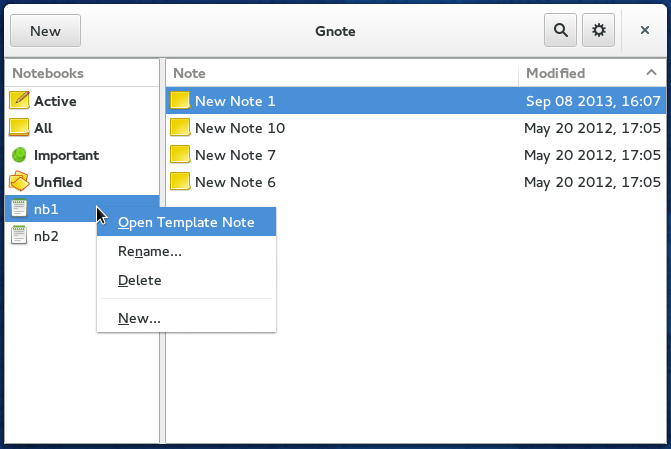 New Gnote
Notebooks Note Modified
Active New Note 1 Sep 08 2013, 16:07
All New Note 10 May 20 2012, 17:05
Important New Note 7 May 20 2012, 17:05
Unfiled New Note 6 May 20 2012, 17:05
nb1
Open Template Note
nb2
Rename...
Delete
New...